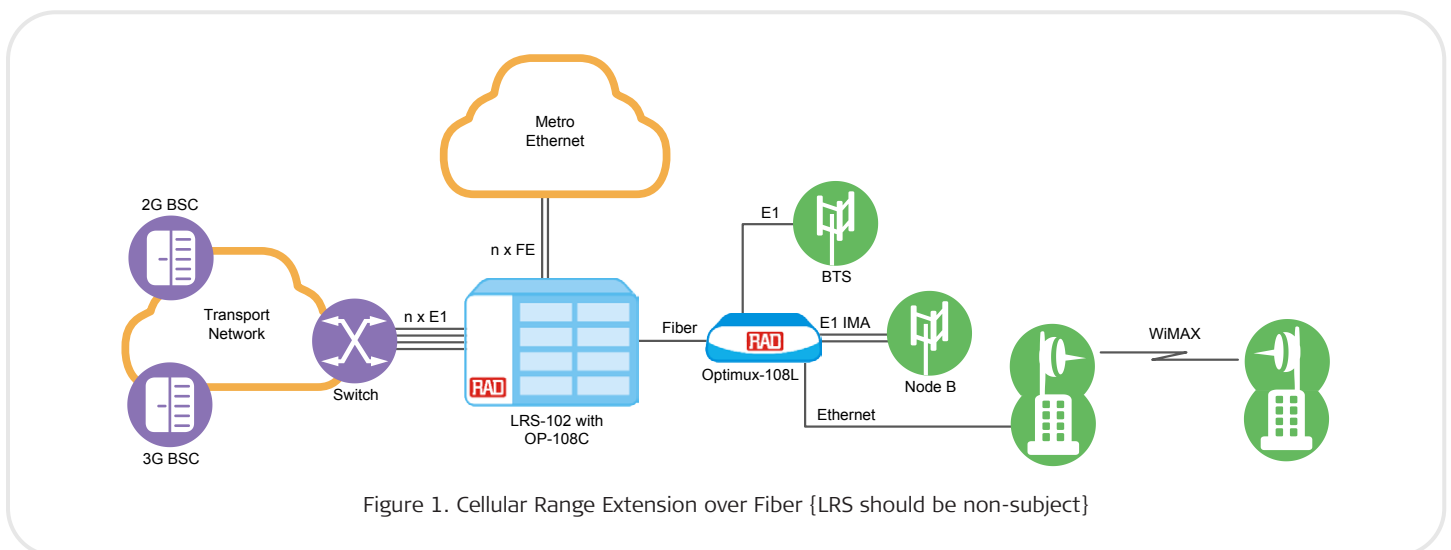 Metro
Ethernet
2G BSC
n x FE
E1
BTS
Transport
Network
n x E1
Switch
RAD
LRS-102 with
OP-108C
Fiber
RAD
Optimux-108L
E1 IMA
Node B
Ethernet
WiMAX
3G BSC
Figure 1. Cellular Range Extension over Fiber {LRS should be non-subject}